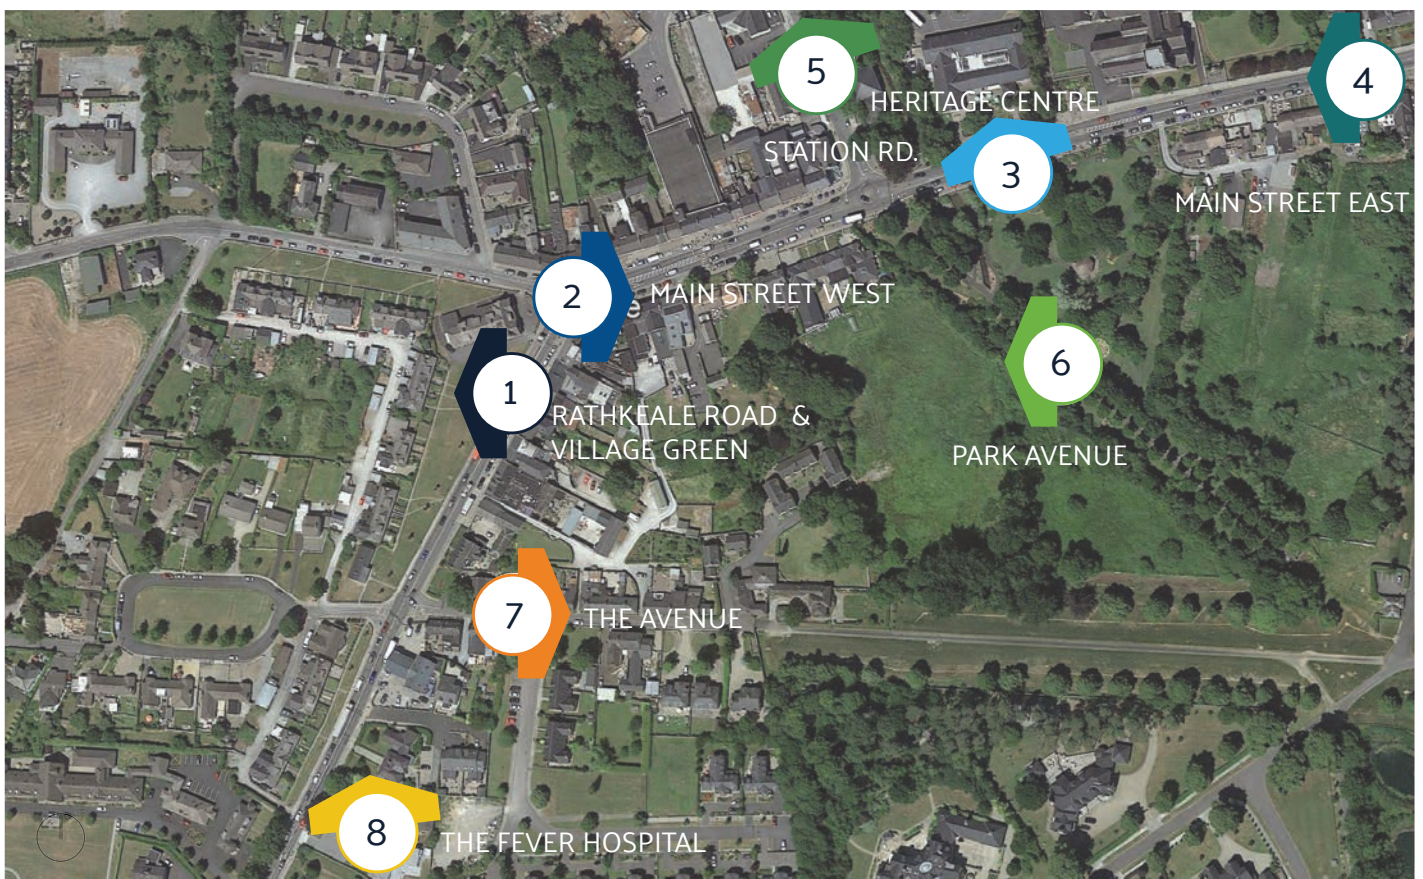 5
4
HERITAGE CENTRE
STATION RD.
3
MAIN STREET EAST
2
MAIN STREET WEST
e
6
1
RATHKEALE ROAD &
VILLAGE GREEN
PARK AVENUE
7
THE AVENUE
8
THE FEVER HOSPITAL